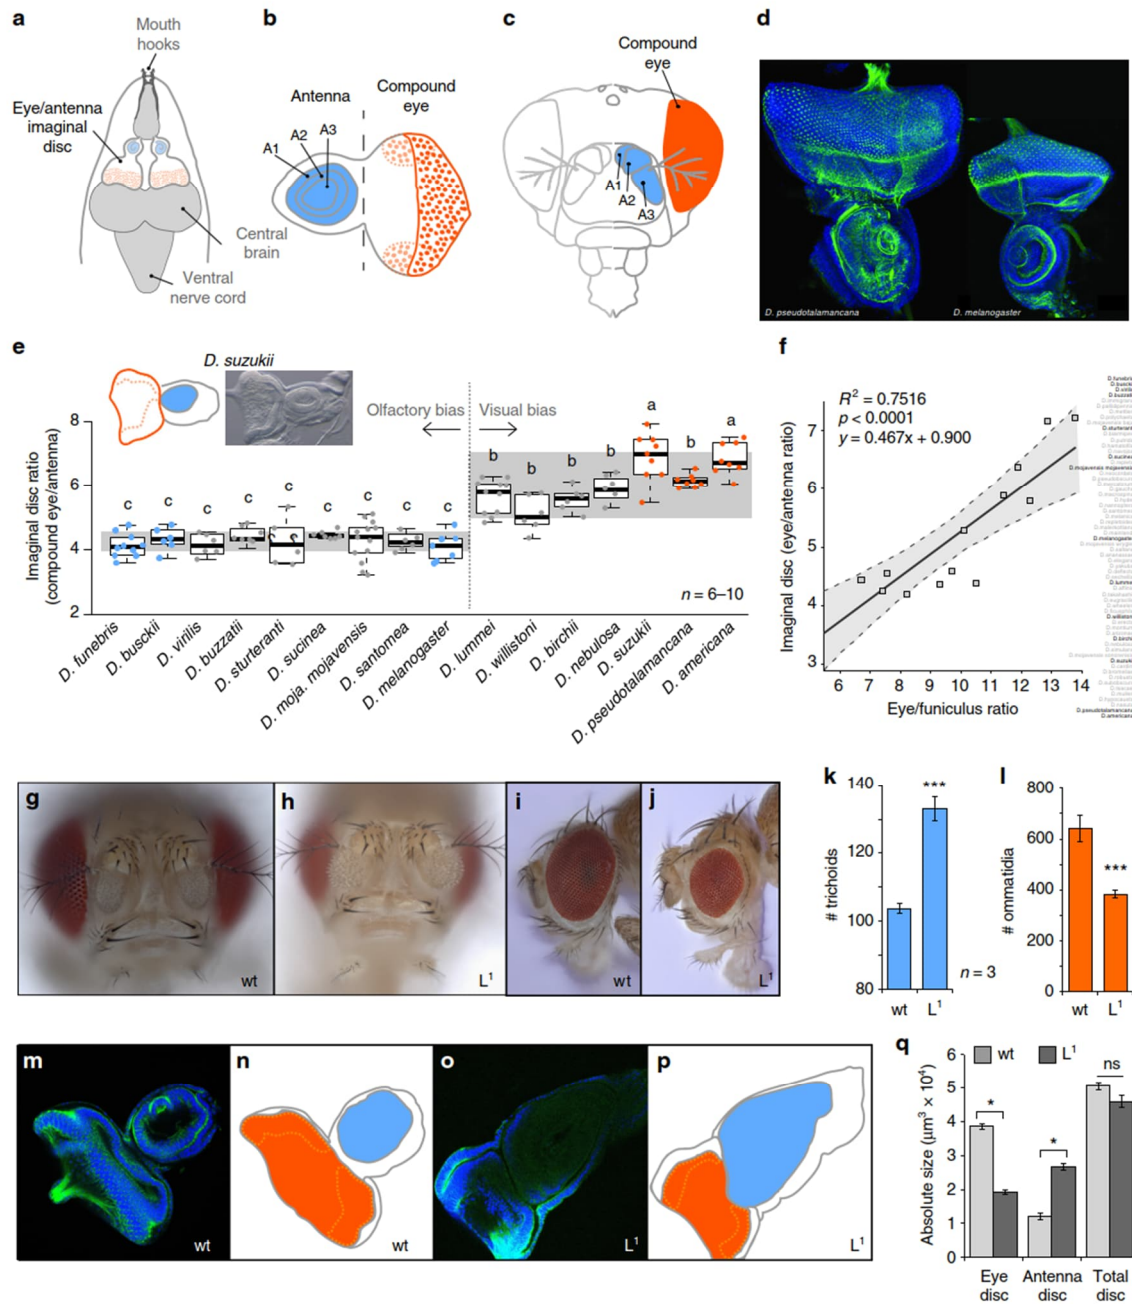 a
Mouth
hooks
Eye/antenna
imaginal
disc
Central
brain
Ventral
nerve cord
b
Antenna
Compound
eye
A1
A2
A3
c
Compound
eye
A1
A2
A3
d
D. pseudotalamancana
D. melanogaster
e
D. suzukii
Olfactory bias
Visual bias
Imaginal disc ratio
(compound eye/antenna)
8
6
4
2
c
c
c
c
c
c
c
c
c
b
b
b
b
a
b
a
n = 6–10
D. funebris
D. busckii
D. virilis
D. buzzatii
D. sturteranti
D. sucinea
D. moja. mojavensis
D. santomea
D. melanogaster
D. lummei
D. willistoni
D. birchii
D. nebulosa
D. suzukii
D. pseudotalamancana
D. americana
f
R² = 0.7516
p < 0.0001
y = 0.467x + 0.900
Imaginal disc (eye/antenna ratio)
7
6
5
4
3
6
7
8
9
10
11
12
13
14
Eye/funiculus ratio
g
wt
h
L¹
i
wt
j
L¹
k
# trichoids
140
120
100
80
***
wt
L¹
n = 3
l
# ommatidia
800
600
400
200
0
***
wt
L¹
m
wt
n
wt
o
L¹
p
L¹
q
wt
L¹
Absolute size (μm³ × 10⁴)
6
5
4
3
2
1
0
*
*
ns
Eye
disc
Antenna
disc
Total
disc